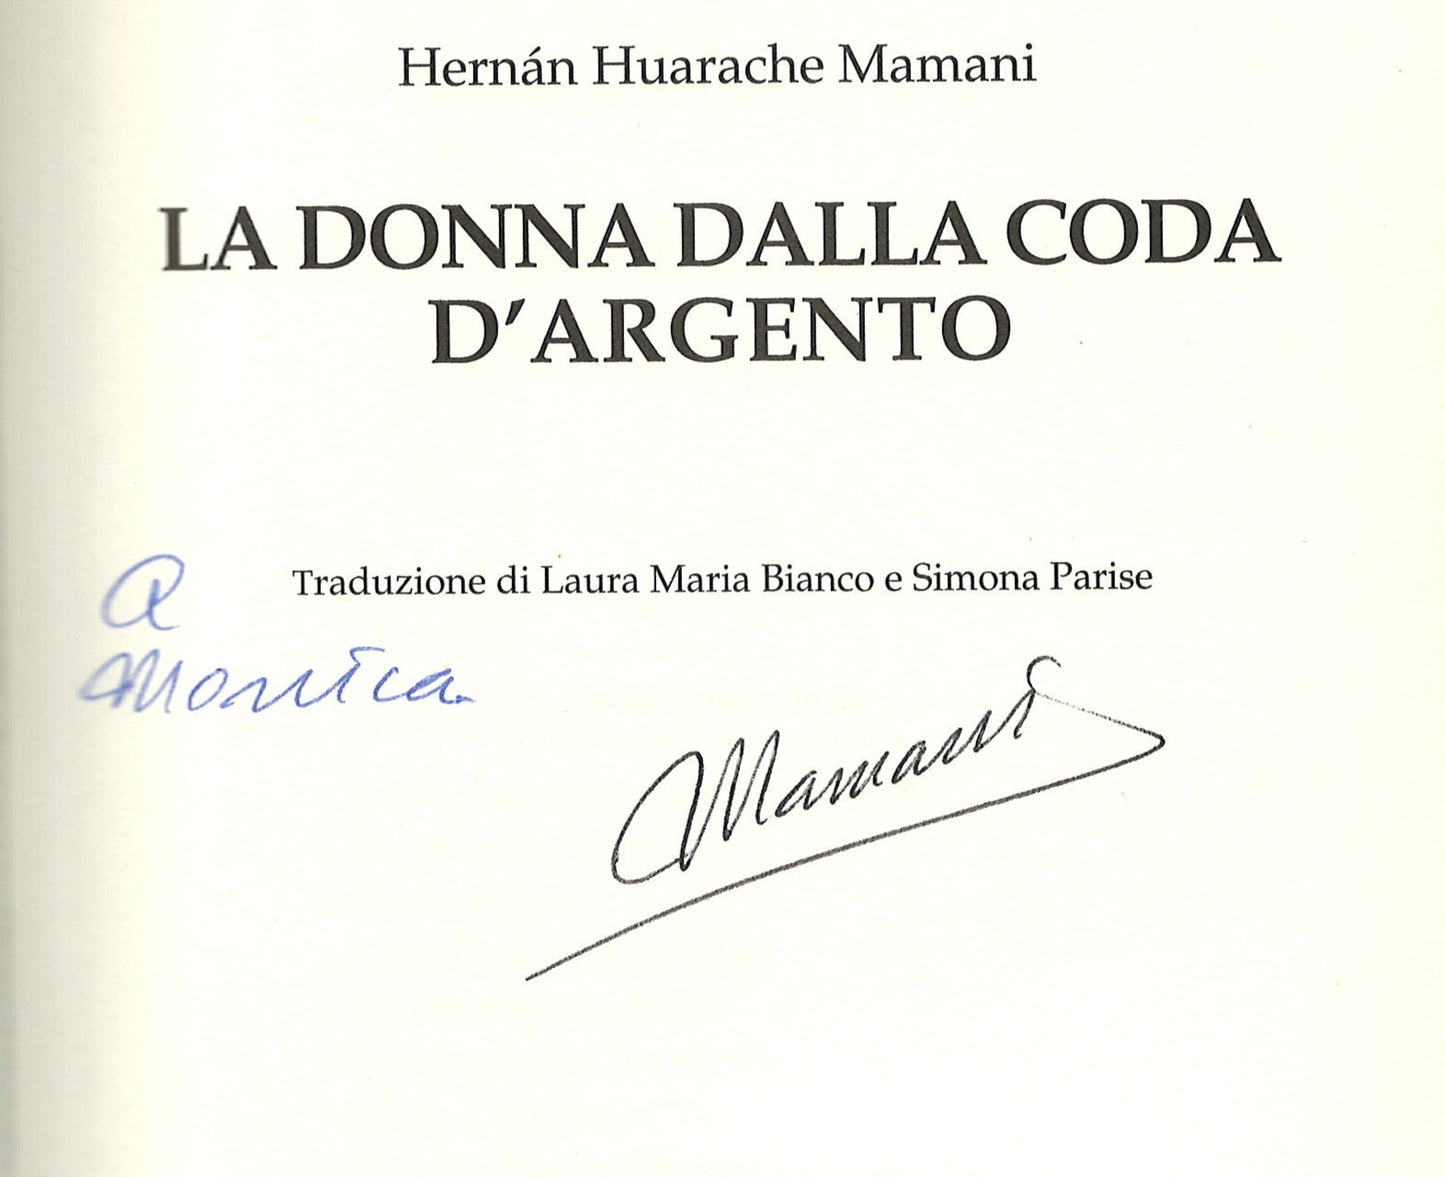 Hernán Huarache Mamani
LA DONNA DALLA CODA
D'ARGENTO
Traduzione di Laura Maria Bianco e Simona Parise
a
Monica
Mamani